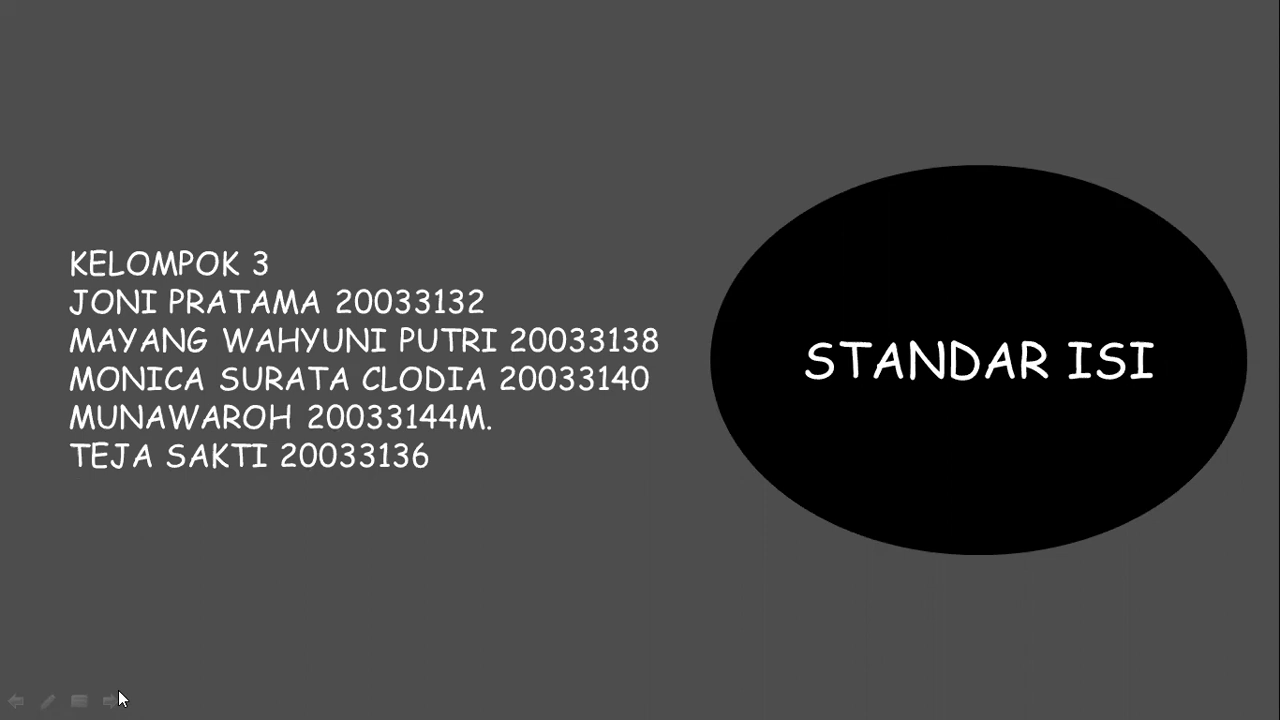 KELOMPOK 3
JONI PRATAMA 20033132
MAYANG WAHYUNI PUTRI 20033138
MONICA SURATA CLODIA 20033140
MUNAWAROH 20033144M.
TEJA SAKTI 20033136
STANDAR ISI